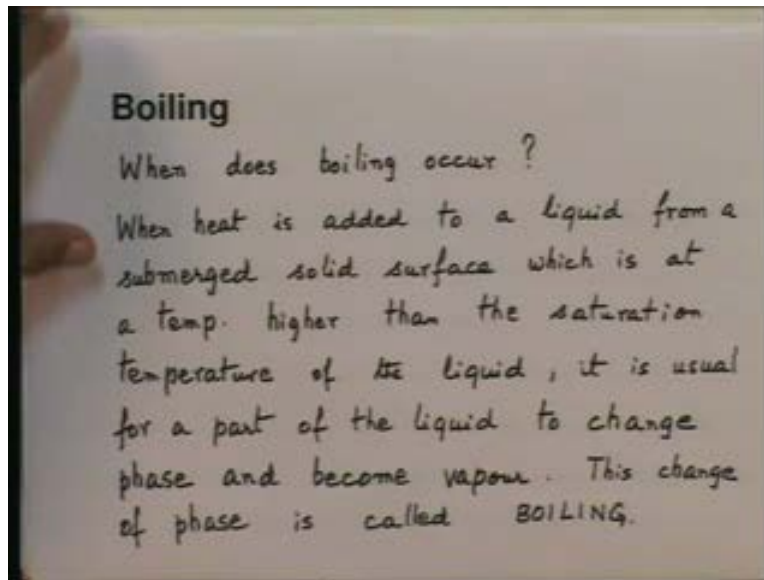 Boiling
When does boiling occur ?
When heat is added to a liquid from a
submerged solid surface which is at
a temp. higher than the saturation
temperature of the liquid, it is usual
for a part of the liquid to change
phase and become vapour. This change
of phase is called BOILING.